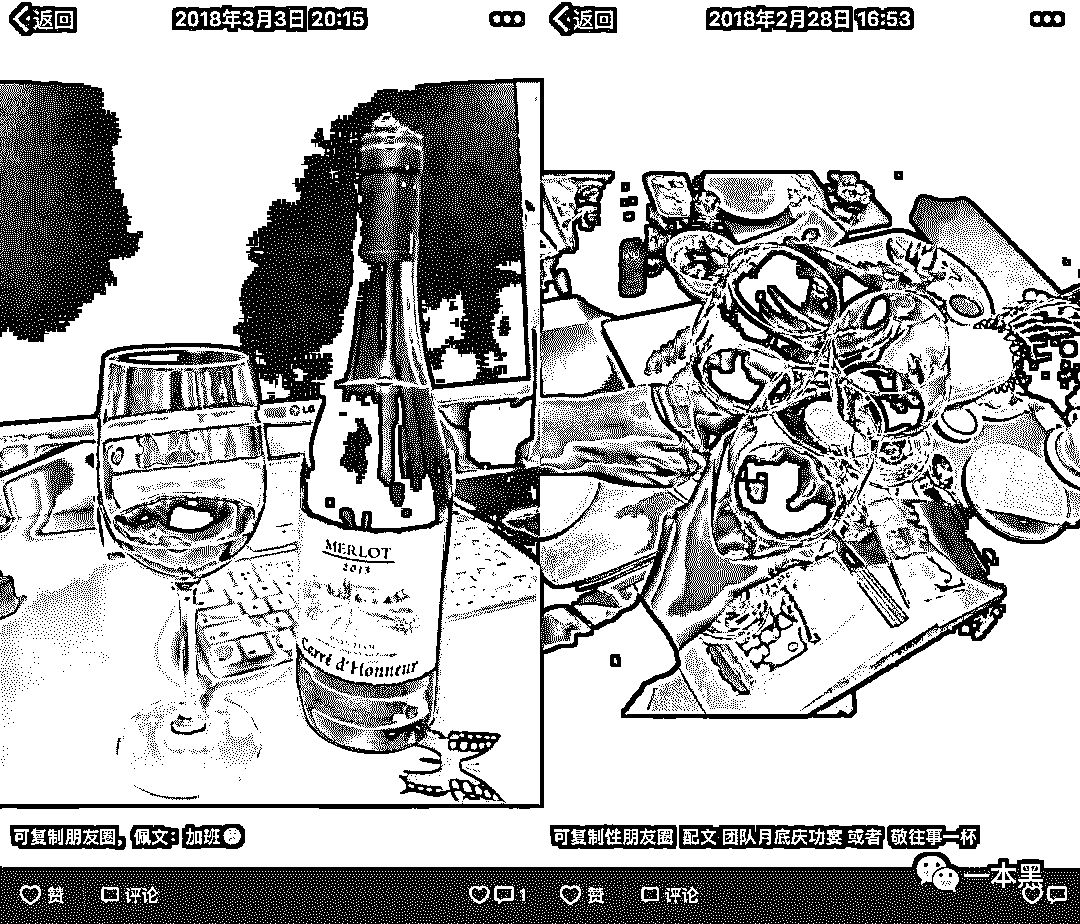 返回
2018年3月3日 20:15
返回
2018年2月28日 16:53
LG
MERLOT
2013
Carré d'Honneur
可复制朋友圈，佩文：加班
可复制性朋友圈 配文 团队月底庆功宴 或者 敬往事一杯
赞
评论
1
赞
评论
一本黑